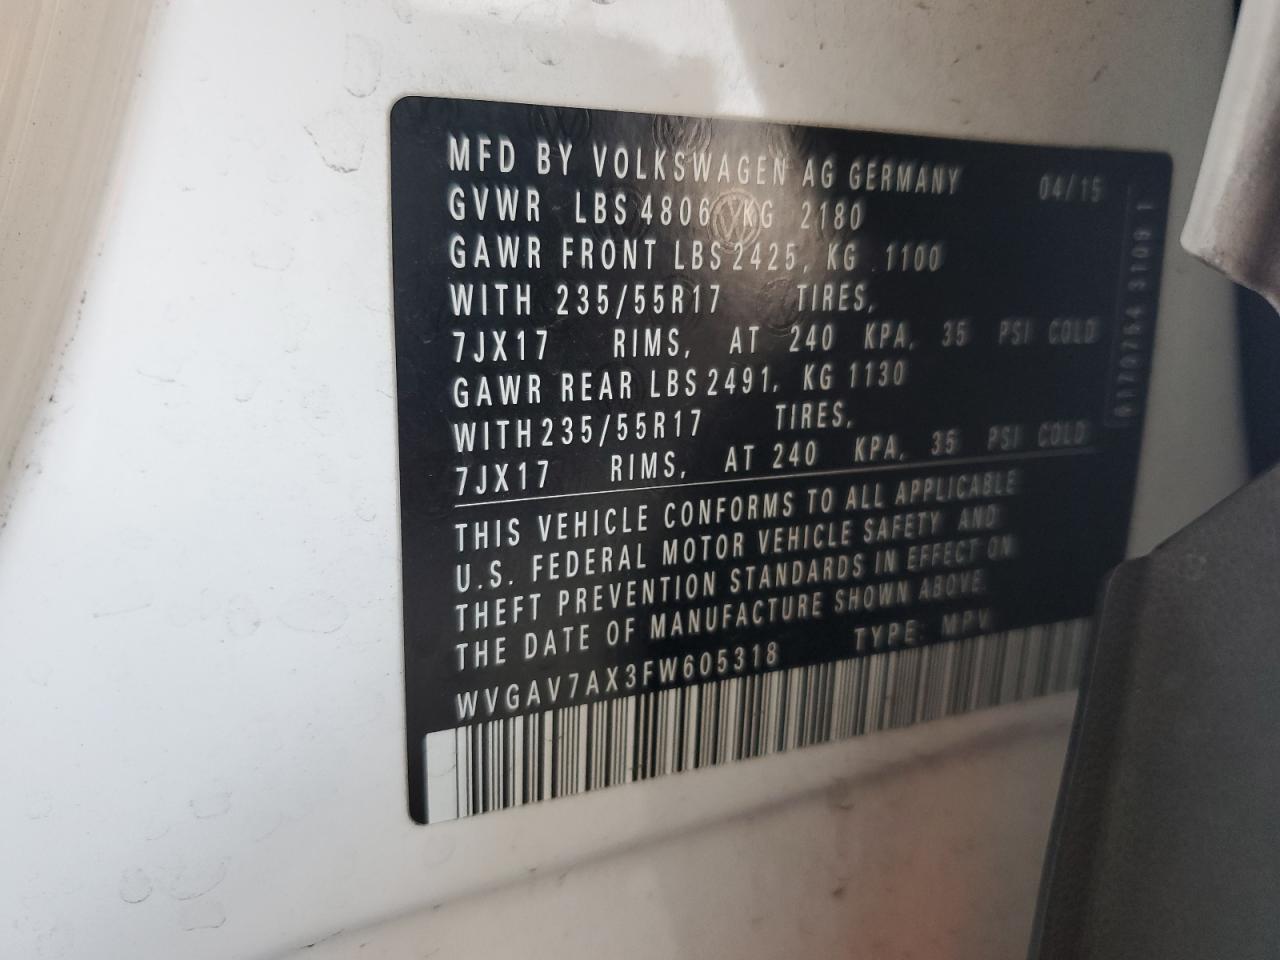 MFD BY VOLKSWAGEN AG GERMANY 04/15
GVWR LBS 4806 KG 2180
GAWR FRONT LBS 2425, KG 1100
WITH 235/55R17 TIRES,
7JX17 RIMS, AT 240 KPA, 35 PSI COLD
GAWR REAR LBS 2491, KG 1130
WITH 235/55R17 TIRES,
7JX17 RIMS, AT 240 KPA, 35 PSI COLD
THIS VEHICLE CONFORMS TO ALL APPLICABLE
U.S. FEDERAL MOTOR VEHICLE SAFETY AND
THEFT PREVENTION STANDARDS IN EFFECT ON
THE DATE OF MANUFACTURE SHOWN ABOVE
WVGAV7AX3FW605318 TYPE: MPV